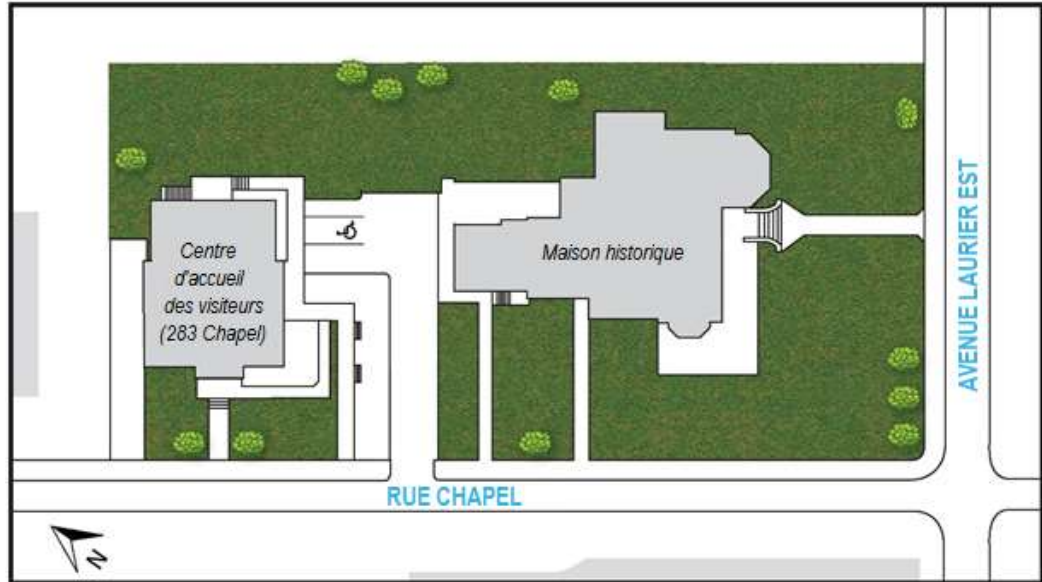 Centre
d'accueil
des visiteurs
(283 Chapel)
Maison historique
AVENUE LAURIER EST
RUE CHAPEL
N